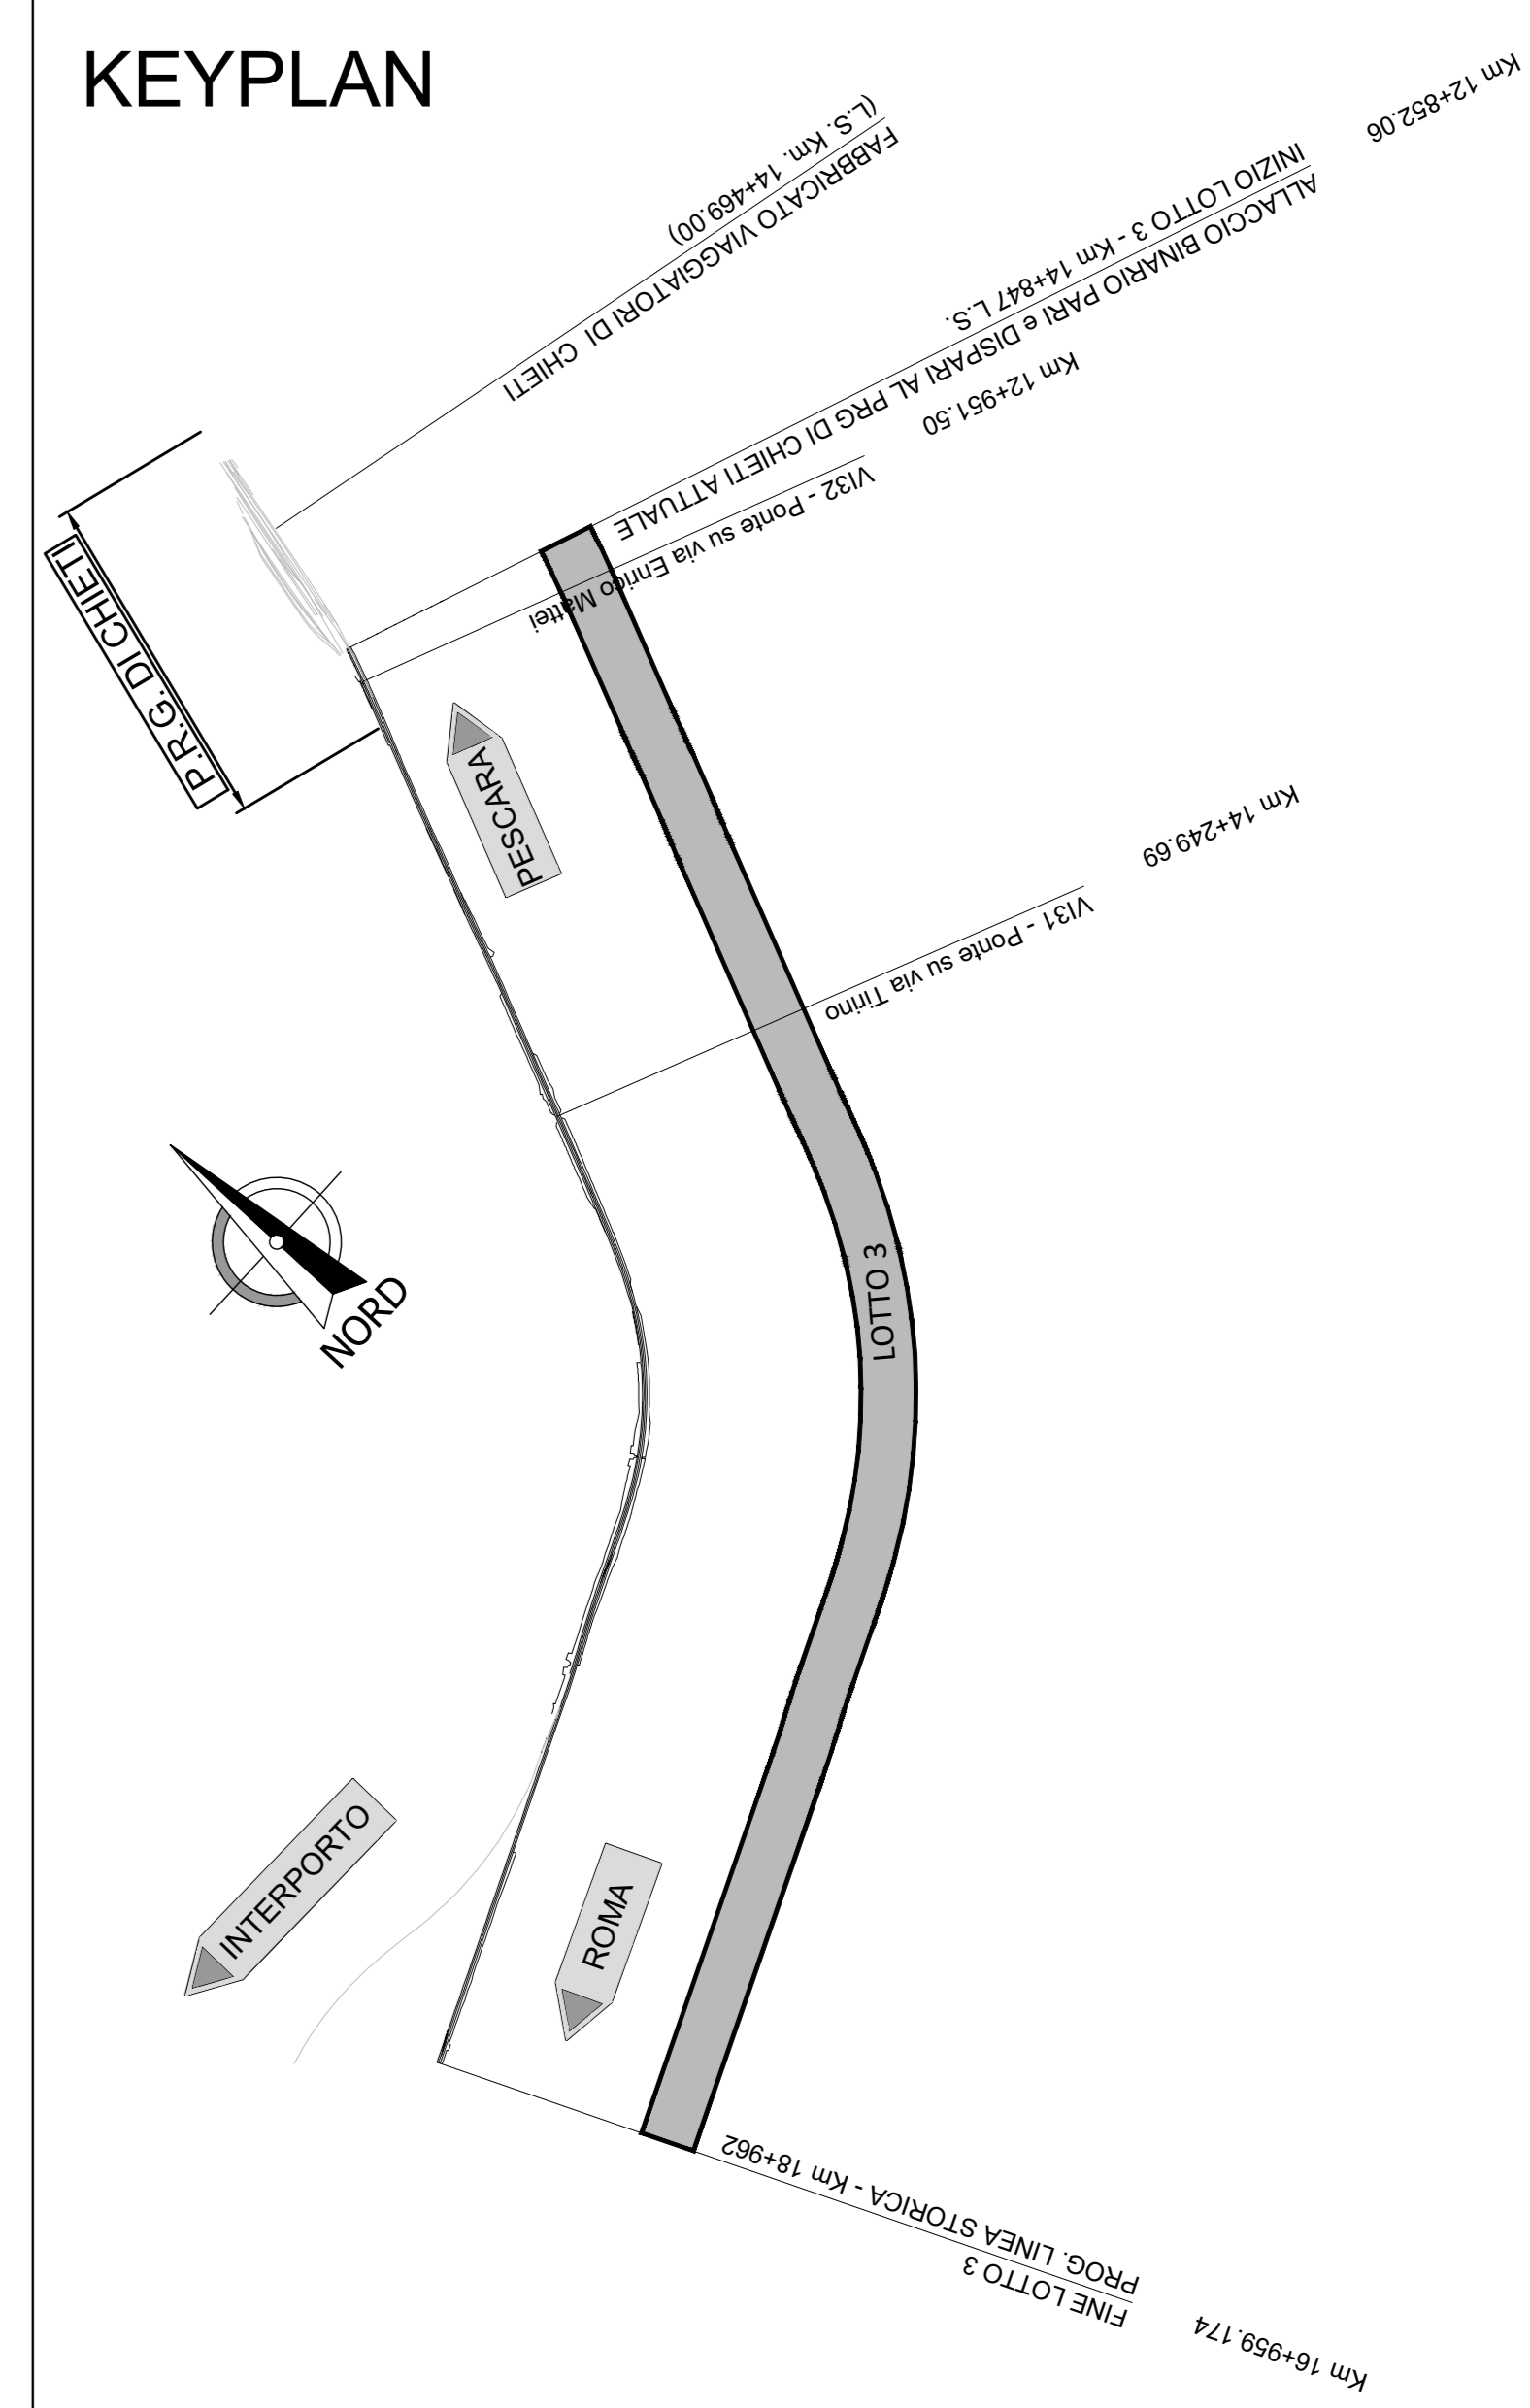 KEYPLAN
FABBRICATO VIAGGIATORI DI CHIETI
(L.S. Km. 14+469.00)
ALLACCIO BINARIO PARI e DISPARI AL PRG DI CHIETI ATTUALE
INIZIO LOTTO 3 - Km 14+847 L.S.
Km 12+852.06
VI32 - Ponte su via Enrico Mattei
Km 12+951.50
P.R.G. DI CHIETI
PESCARA
VI31 - Ponte su via Tirino
Km 14+249.69
NORD
LOTTO 3
INTERPORTO
ROMA
FINE LOTTO 3
PROG. LINEA STORICA - Km 18+962
Km 16+959.174